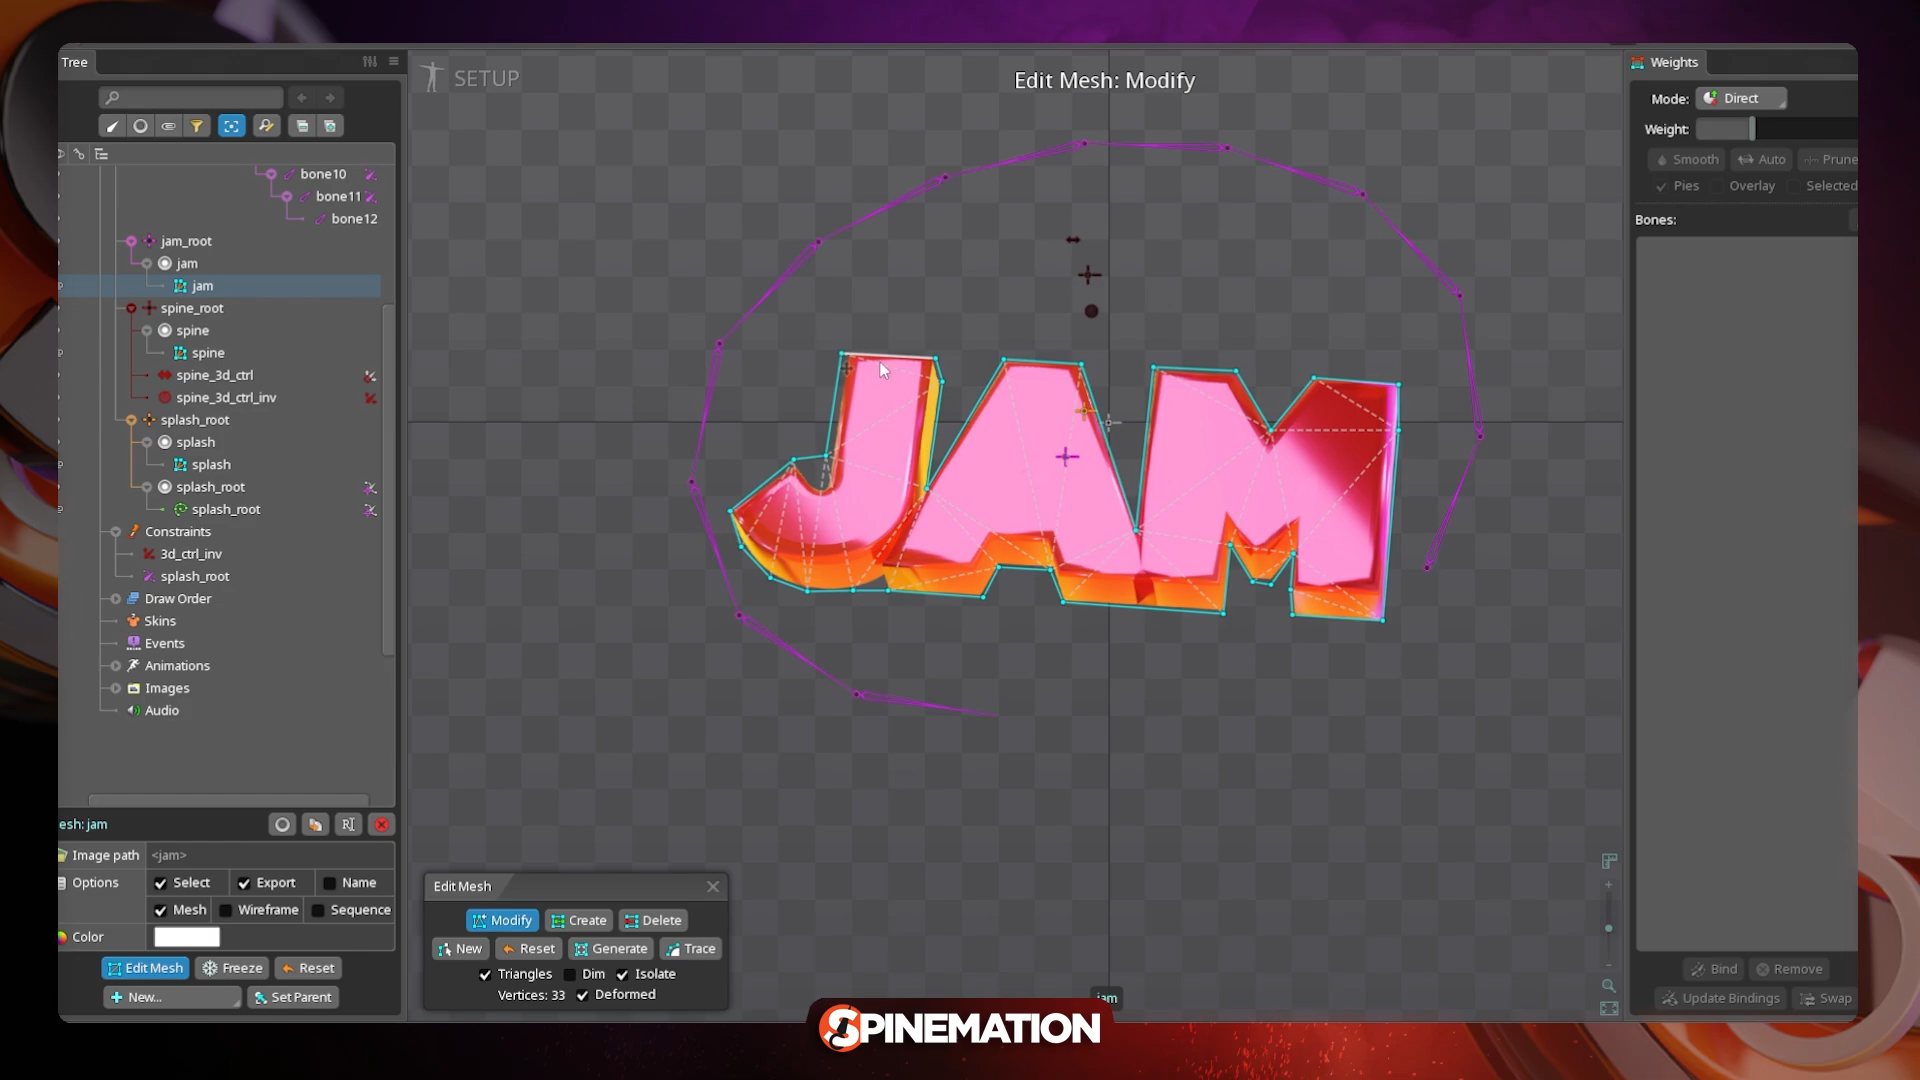 Tree
SETUP
Edit Mesh: Modify
Weights
Mode: Direct
Weight:
Smooth Auto Prune
Pies Overlay Selected
Bones:
bone10
bone11
bone12
jam_root
jam
jam
spine_root
spine
spine
spine_3d_ctrl
spine_3d_ctrl_inv
splash_root
splash
splash
splash_root
splash_root
Constraints
3d_ctrl_inv
splash_root
Draw Order
Skins
Events
Animations
Images
Audio
JAM
esh: jam
Image path <jam>
Options Select Export Name
Mesh Wireframe Sequence
Color
Edit Mesh Freeze Reset
New... Set Parent
Edit Mesh
Modify Create Delete
New Reset Generate Trace
Triangles Dim Isolate
Vertices: 33 Deformed
jam
Bind Remove
Update Bindings Swap
SPINEMATION